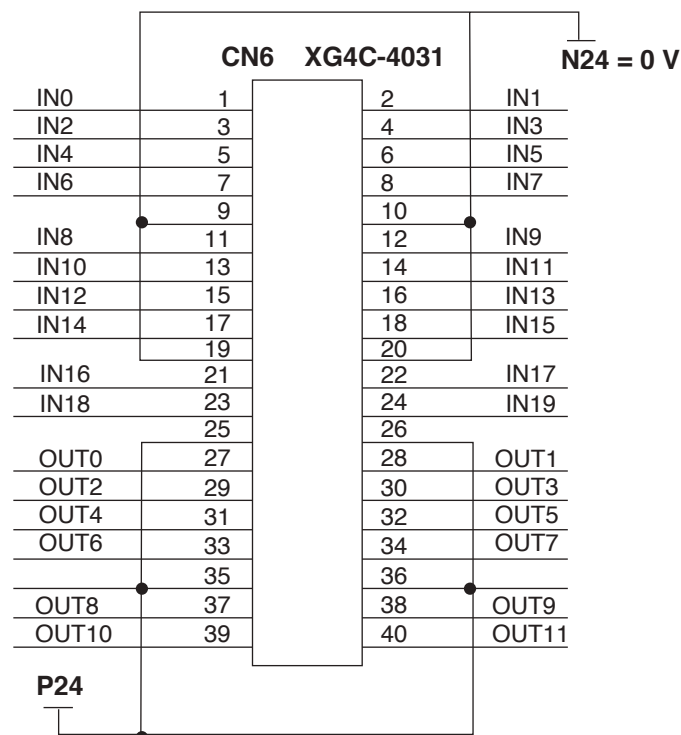 N24 = 0 V
CN6 XG4C-4031
IN0 1 2 IN1
IN2 3 4 IN3
IN4 5 6 IN5
IN6 7 8 IN7
9 10
IN8 11 12 IN9
IN10 13 14 IN11
IN12 15 16 IN13
IN14 17 18 IN15
19 20
IN16 21 22 IN17
IN18 23 24 IN19
25 26
OUT0 27 28 OUT1
OUT2 29 30 OUT3
OUT4 31 32 OUT5
OUT6 33 34 OUT7
35 36
OUT8 37 38 OUT9
OUT10 39 40 OUT11
P24